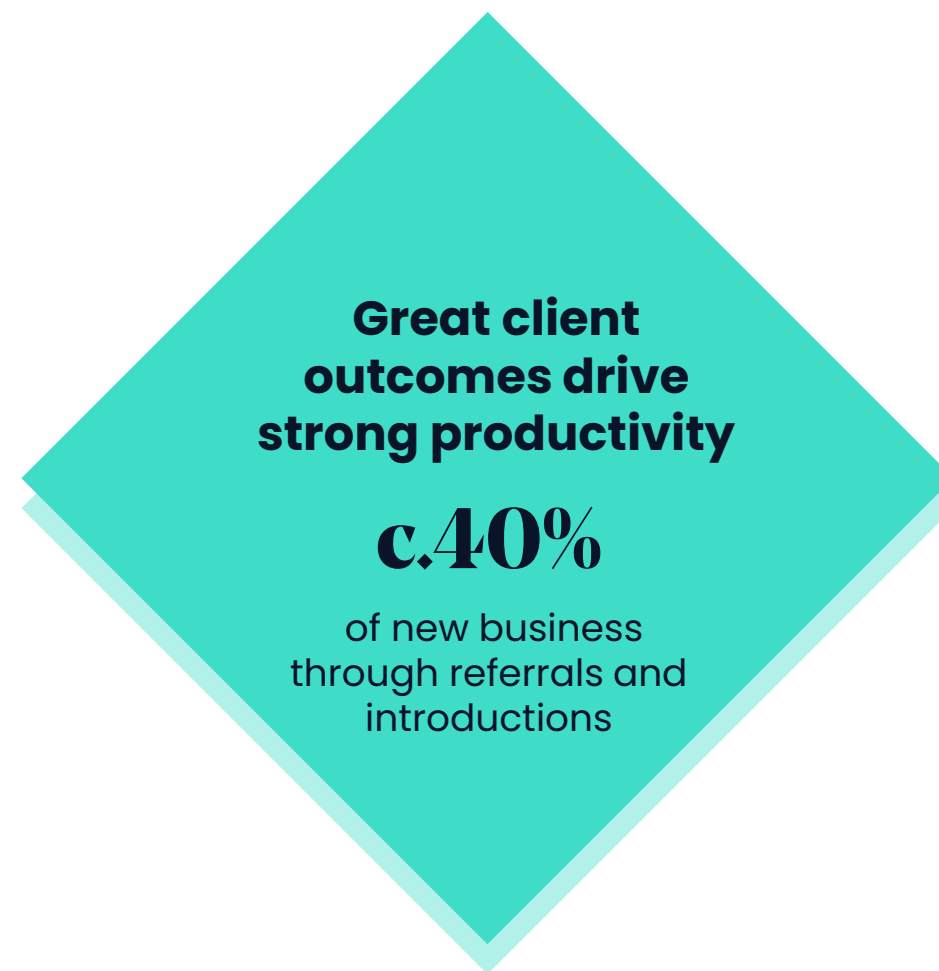 Great client
outcomes drive
strong productivity
c.40%
of new business
through referrals and
introductions